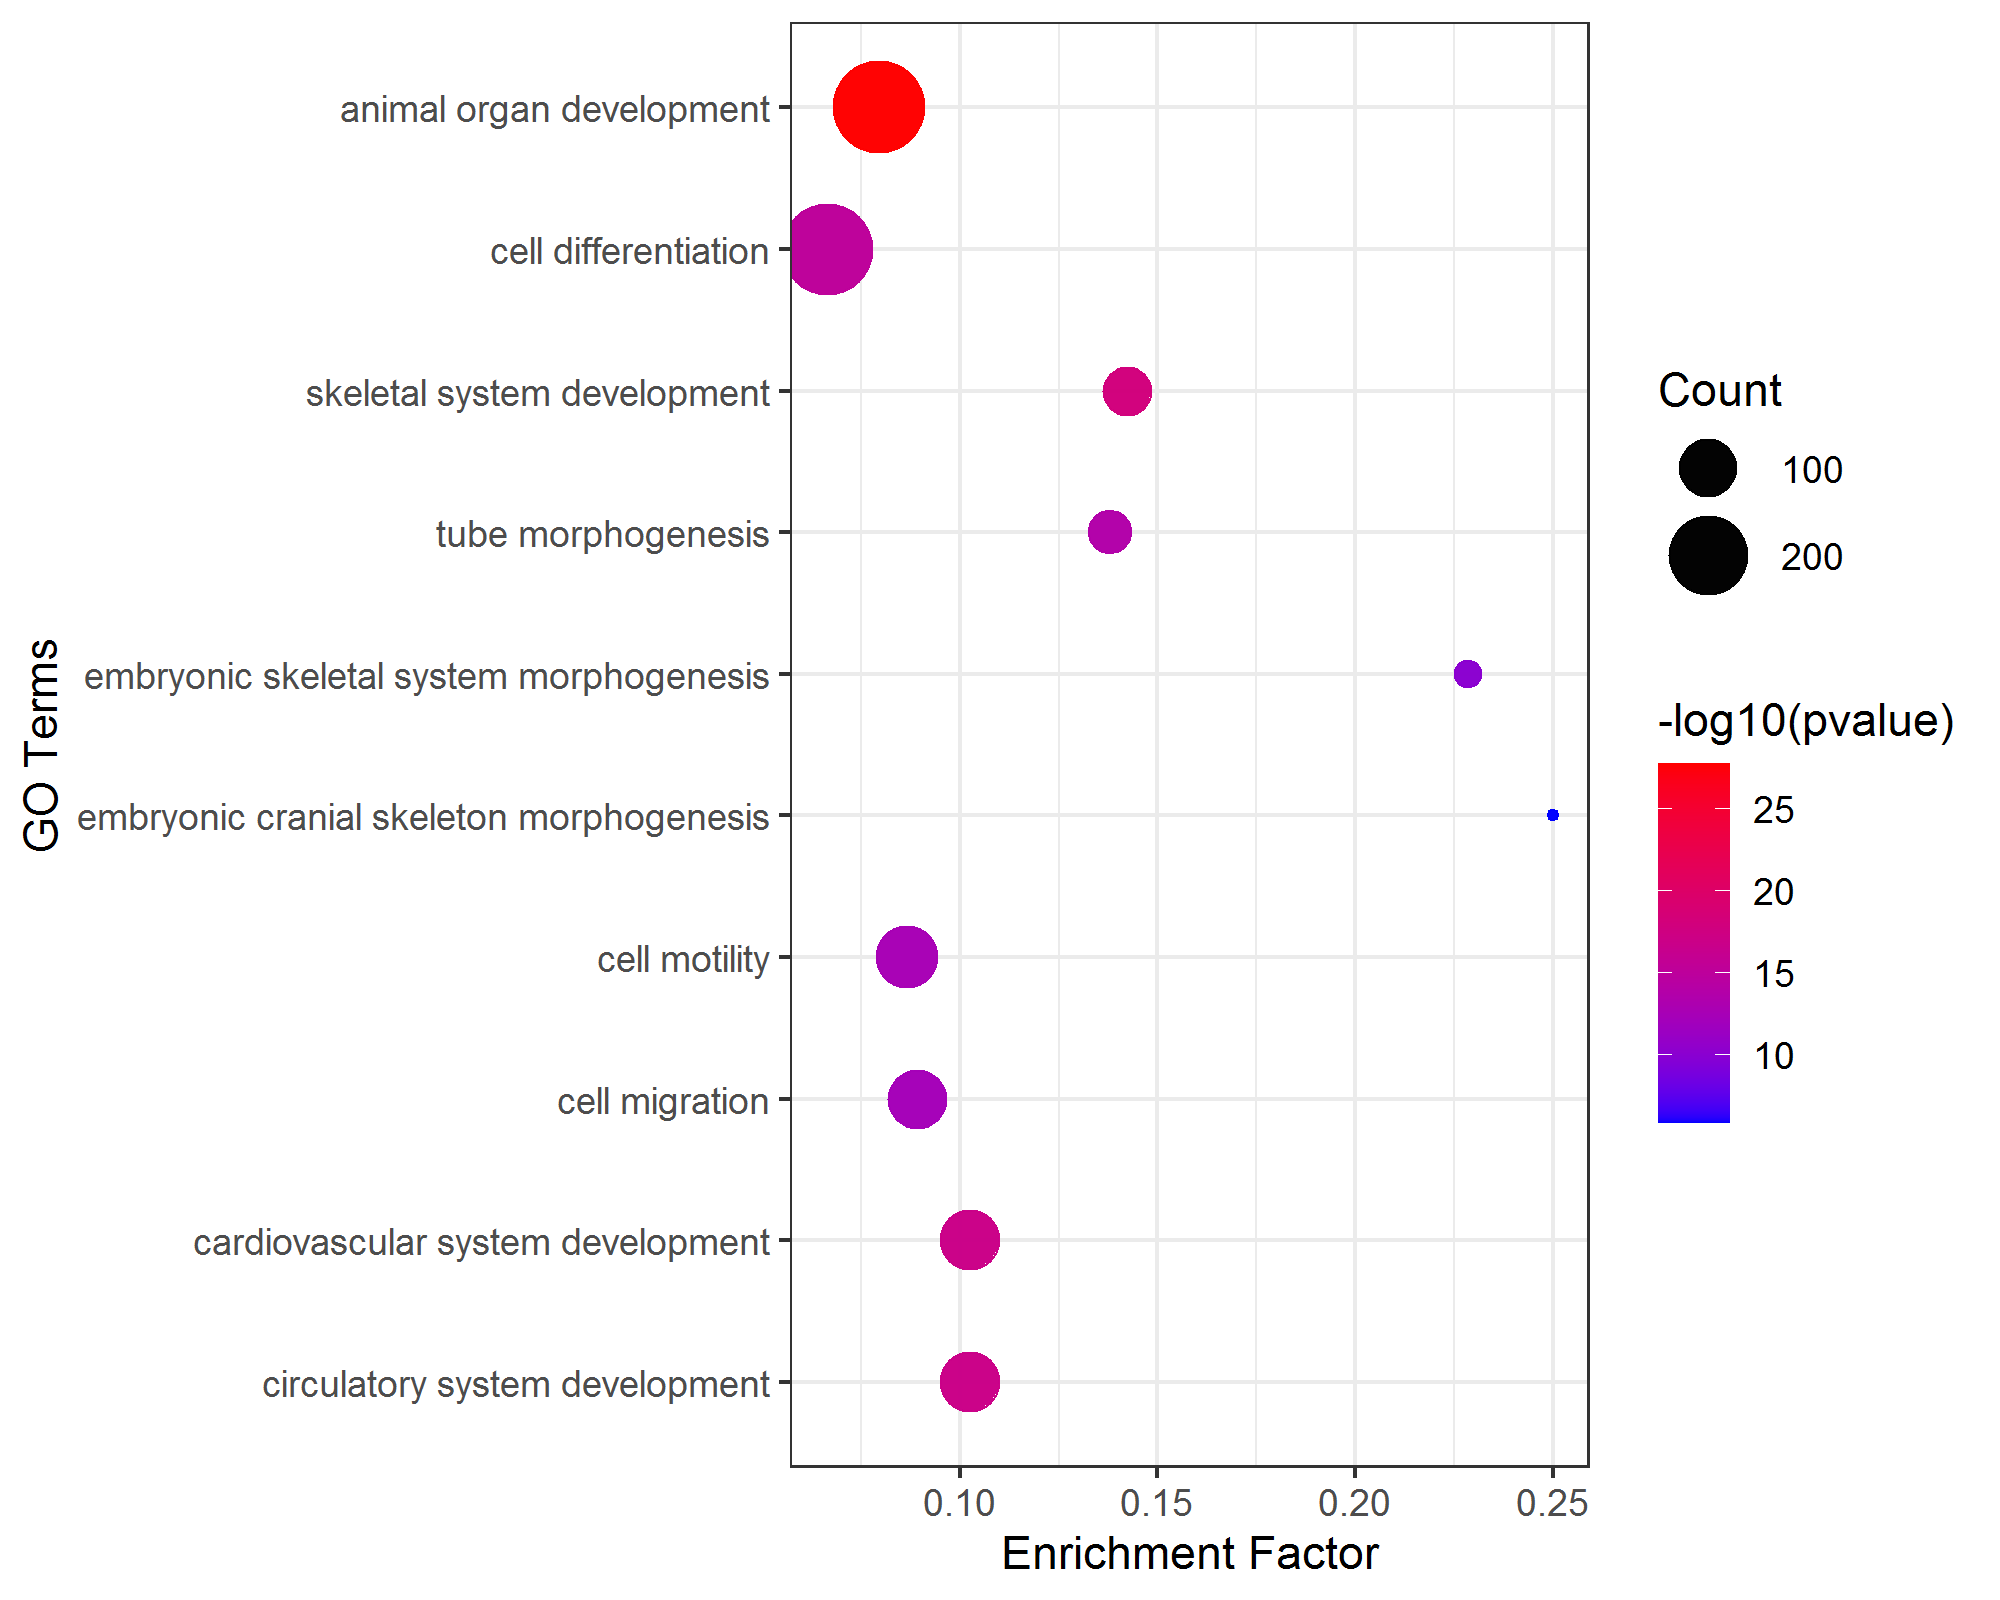 animal organ development
cell differentiation
skeletal system development
tube morphogenesis
embryonic skeletal system morphogenesis
embryonic cranial skeleton morphogenesis
cell motility
cell migration
cardiovascular system development
circulatory system development
GO Terms
0.10 0.15 0.20 0.25
Enrichment Factor
Count
100
200
-log10(pvalue)
25
20
15
10